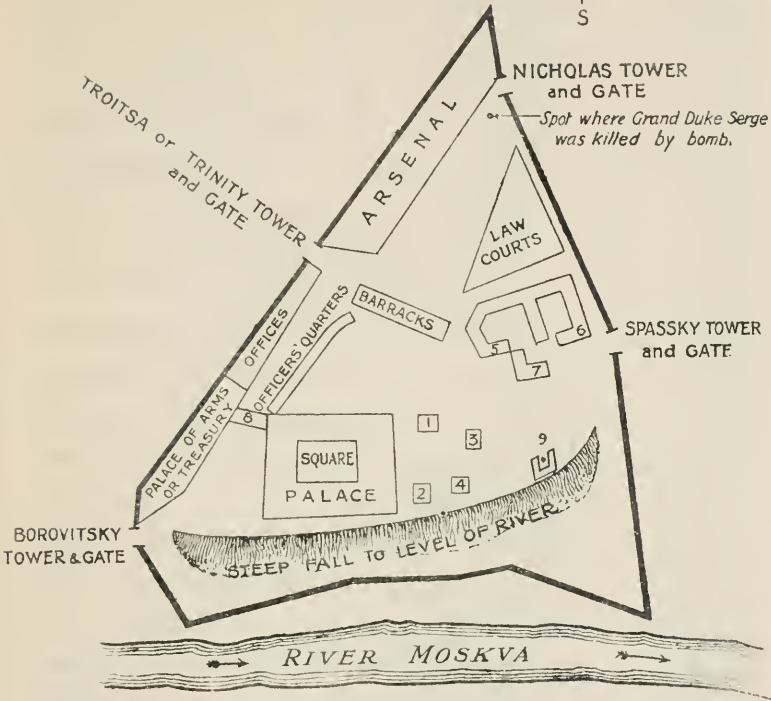 S
NICHOLAS TOWER
and GATE
Spot where Grand Duke Serge
was killed by bomb.
TROITSA or TRINITY TOWER
and GATE
ARSENAL
LAW
COURTS
BARRACKS
OFFICERS' QUARTERS
OFFICES
5
6
7
SPASSKY TOWER
and GATE
PALACE OF ARMS
OR TREASURY
8
SQUARE
PALACE
1
3
2
4
9
BOROVITSKY
TOWER & GATE
STEEP FALL TO LEVEL OF RIVER
RIVER MOSKVA